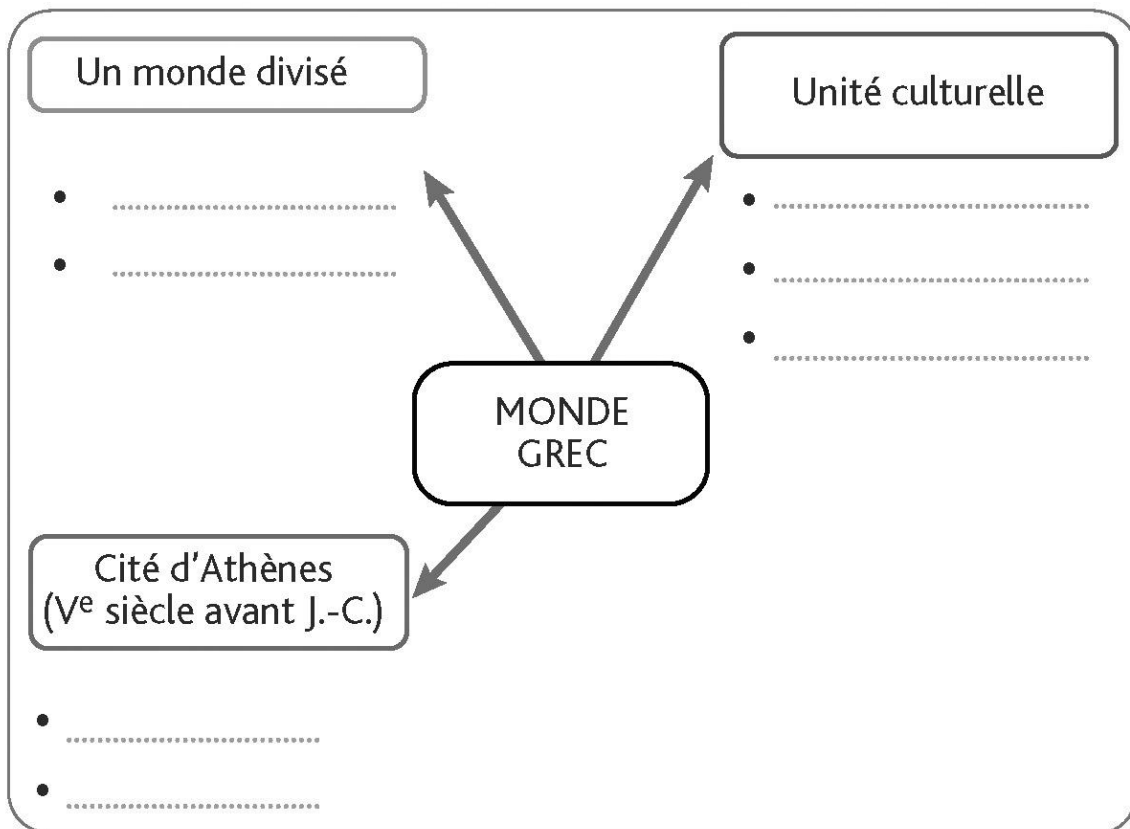 Un monde divisé
Unité culturelle
•
•
•
•
•
MONDE
GREC
Cité d'Athènes
(Ve siècle avant J.-C.)
•
•